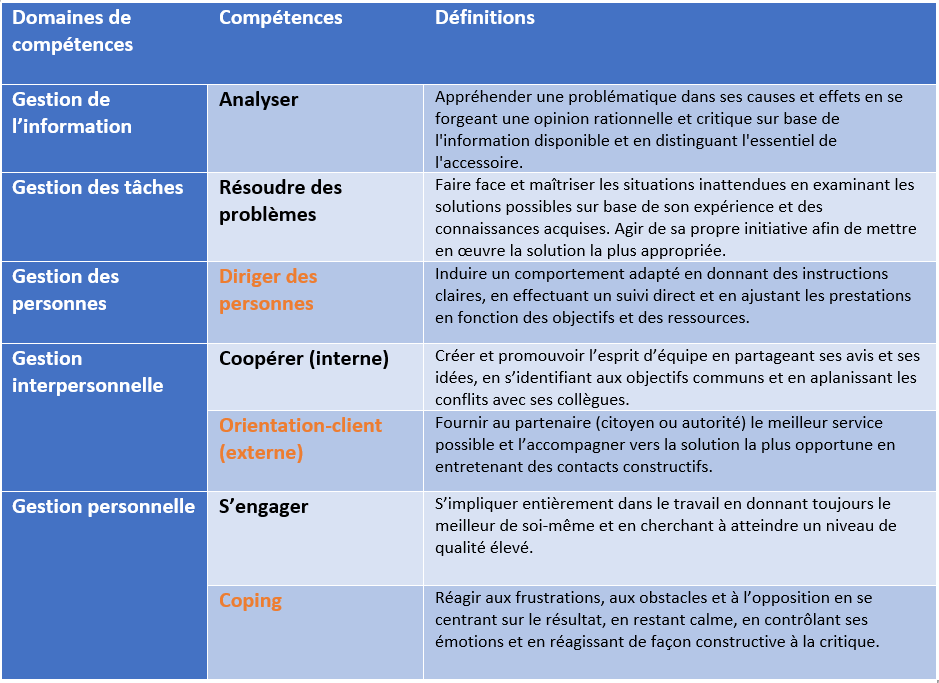 Domaines de
compétences
Compétences
Définitions
Gestion de
l’information
Analyser
Appréhender une problématique dans ses causes et effets en se
forgeant une opinion rationnelle et critique sur base de
l'information disponible et en distinguant l'essentiel de
l'accessoire.
Gestion des tâches
Résoudre des
problèmes
Faire face et maîtriser les situations inattendues en examinant les
solutions possibles sur base de son expérience et des
connaissances acquises. Agir de sa propre initiative afin de mettre
en œuvre la solution la plus appropriée.
Gestion des
personnes
Diriger des
personnes
Induire un comportement adapté en donnant des instructions
claires, en effectuant un suivi direct et en ajustant les prestations
en fonction des objectifs et des ressources.
Gestion
interpersonnelle
Coopérer (interne)
Créer et promouvoir l’esprit d’équipe en partageant ses avis et ses
idées, en s’identifiant aux objectifs communs et en aplanissant les
conflits avec ses collègues.
Orientation-client
(externe)
Fournir au partenaire (citoyen ou autorité) le meilleur service
possible et l’accompagner vers la solution la plus opportune en
entretenant des contacts constructifs.
Gestion personnelle
S’engager
S’impliquer entièrement dans le travail en donnant toujours le
meilleur de soi-même et en cherchant à atteindre un niveau de
qualité élevé.
Coping
Réagir aux frustrations, aux obstacles et à l’opposition en se
centrant sur le résultat, en restant calme, en contrôlant ses
émotions et en réagissant de façon constructive à la critique.